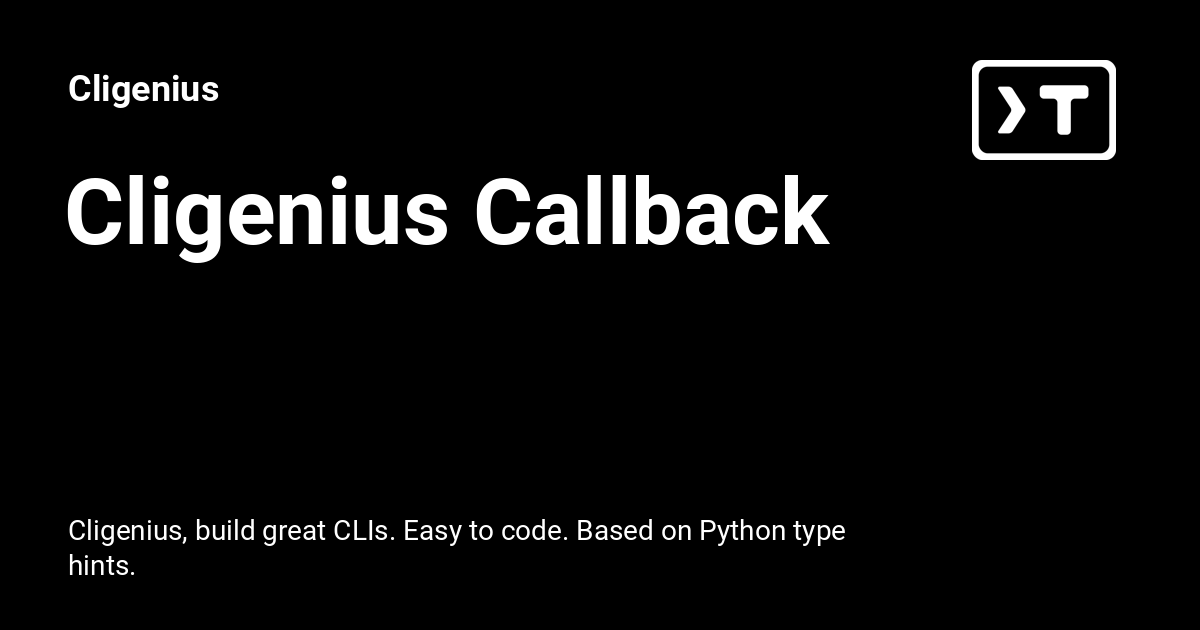 Cligenius
❯ T
Cligenius Callback
Cligenius, build great CLIs. Easy to code. Based on Python type
hints.